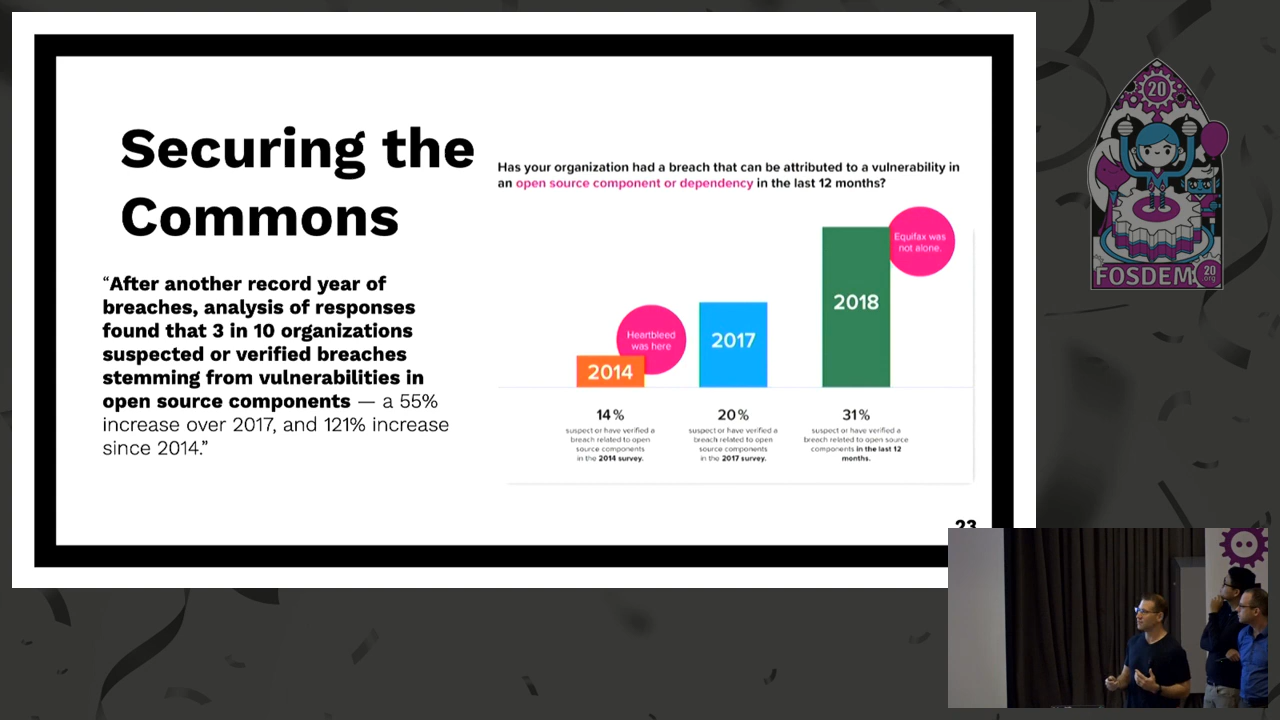 Securing the
Commons
“After another record year of
breaches, analysis of responses
found that 3 in 10 organizations
suspected or verified breaches
stemming from vulnerabilities in
open source components — a 55%
increase over 2017, and 121% increase
since 2014.”
Has your organization had a breach that can be attributed to a vulnerability in
an open source component or dependency in the last 12 months?
Heartbleed
was here
Equifax was
not alone.
2014
2017
2018
14%
suspect or have verified a
breach related to open
source components
in the 2014 survey.
20%
suspect or have verified a
breach related to open
source components
in the 2017 survey.
31%
suspect or have verified a
breach related to open source
components in the last 12
months.
23
20
FOSDEM
20
.org